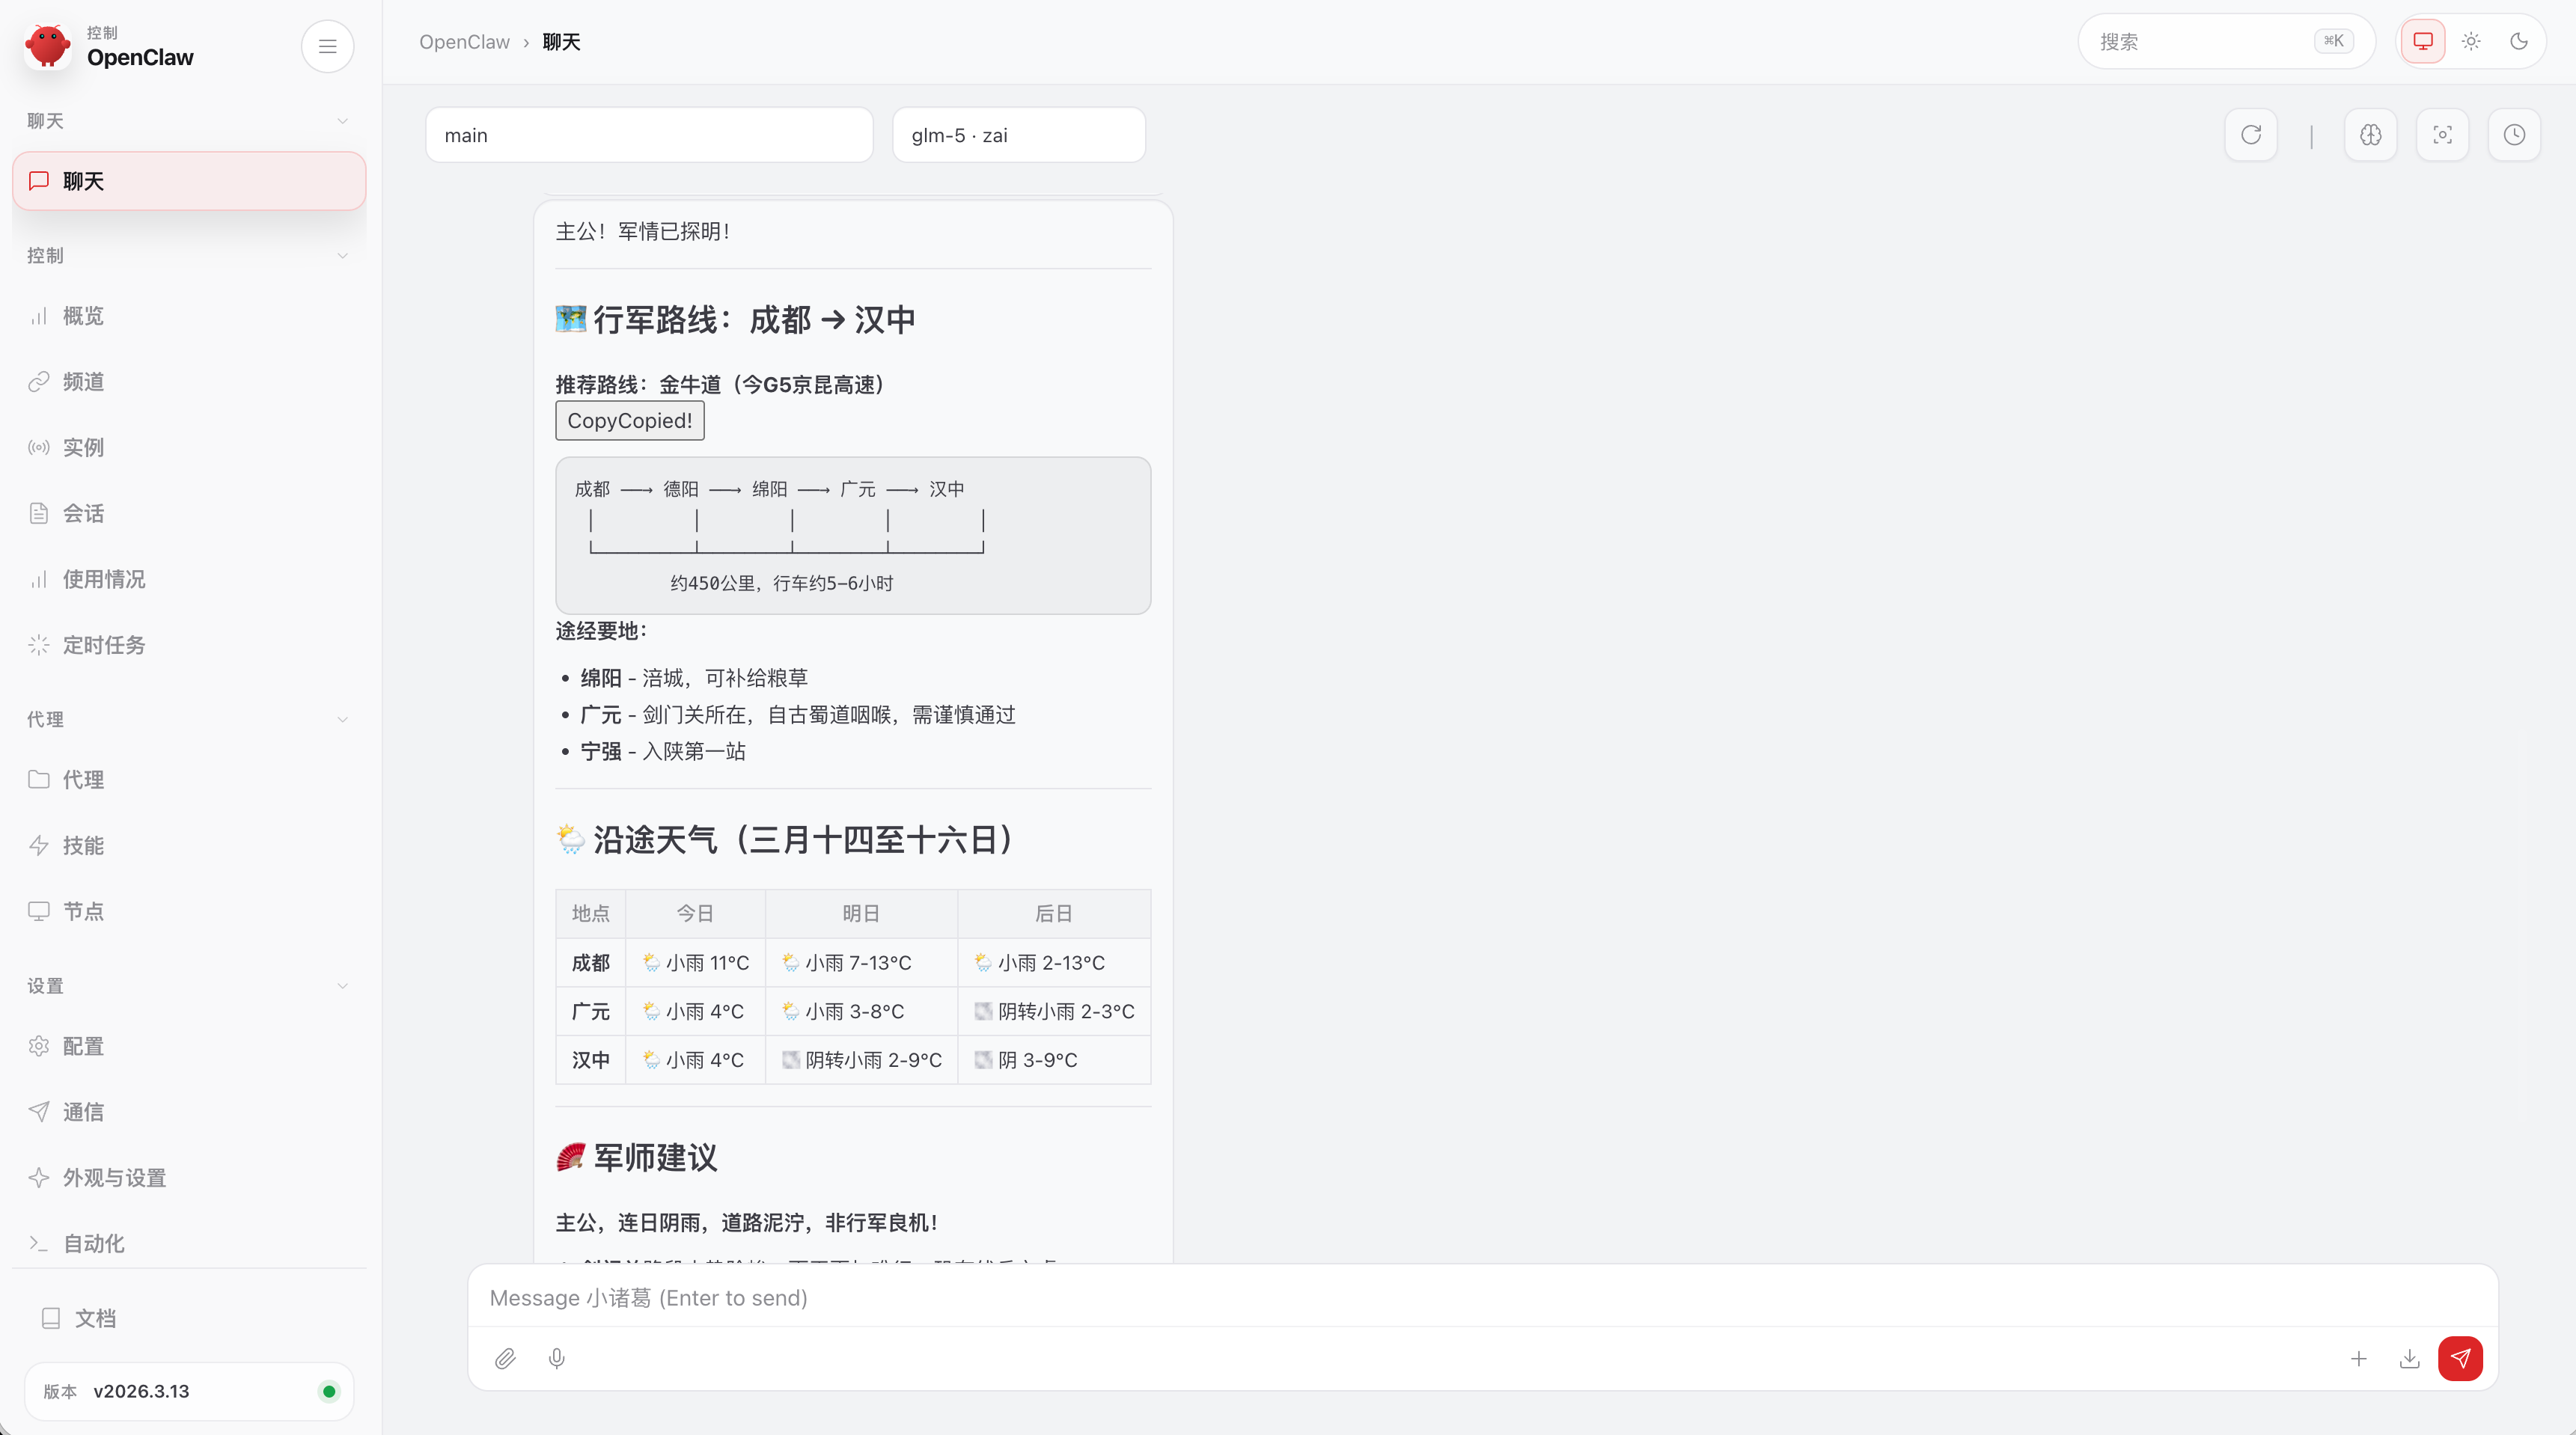 控制
OpenClaw
聊天
聊天
控制
概览
频道
实例
会话
使用情况
定时任务
代理
代理
技能
节点
设置
配置
通信
外观与设置
自动化
文档
版本 v2026.3.13
OpenClaw › 聊天
搜索 ⌘K
main
glm-5 · zai
主公！军情已探明！
行军路线：成都 → 汉中
推荐路线：金牛道（今G5京昆高速）
CopyCopied!
成都 ──→ 德阳 ──→ 绵阳 ──→ 广元 ──→ 汉中
约450公里，行车约5-6小时
途经要地：
• 绵阳 - 涪城，可补给粮草
• 广元 - 剑门关所在，自古蜀道咽喉，需谨慎通过
• 宁强 - 入陕第一站
沿途天气（三月十四至十六日）
地点 今日 明日 后日
成都 小雨 11°C 小雨 7-13°C 小雨 2-13°C
广元 小雨 4°C 小雨 3-8°C 阴转小雨 2-3°C
汉中 小雨 4°C 阴转小雨 2-9°C 阴 3-9°C
军师建议
主公，连日阴雨，道路泥泞，非行军良机！
Message 小诸葛 (Enter to send)